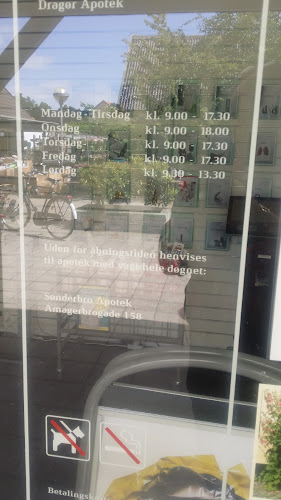 Dragør Apotek
Mandag - Tirsdag kl. 9.00 - 17.30
Onsdag kl. 9.00 - 18.00
Torsdag kl. 9.00 - 17.30
Fredag kl. 9.00 - 17.30
Lørdag kl. 9.30 - 13.30
Uden for åbningstiden henvises
til apotek med vagt hele døgnet:
Sønderbro Apotek
Amagerbrogade 158